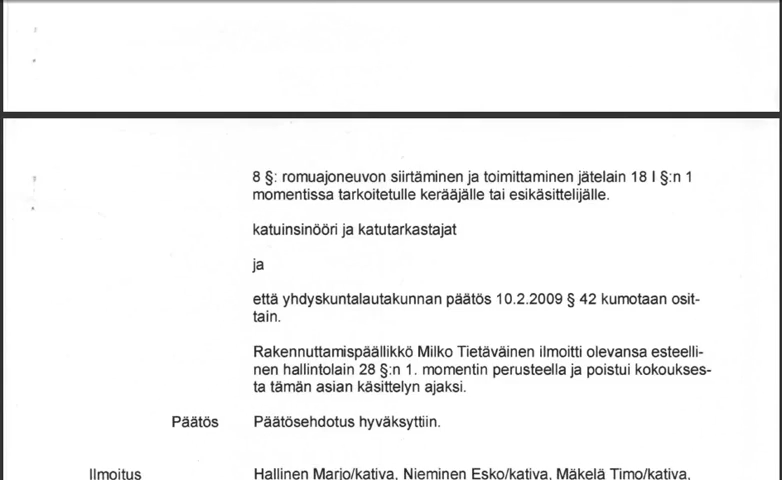 8 §: romuajoneuvon siirtäminen ja toimittaminen jätelain 18 l §:n 1
momentissa tarkoitetulle kerääjälle tai esikäsittelijälle.
katuinsinööri ja katutarkastajat
ja
että yhdyskuntalautakunnan päätös 10.2.2009 § 42 kumotaan osit-
tain.
Rakennuttamispäällikkö Milko Tietäväinen ilmoitti olevansa esteelli-
nen hallintolain 28 §:n 1. momentin perusteella ja poistui kokoukses-
ta tämän asian käsittelyn ajaksi.
Päätös Päätösehdotus hyväksyttiin.
Ilmoitus Hallinen Marjo/kativa, Nieminen Esko/kativa, Mäkelä Timo/kativa,